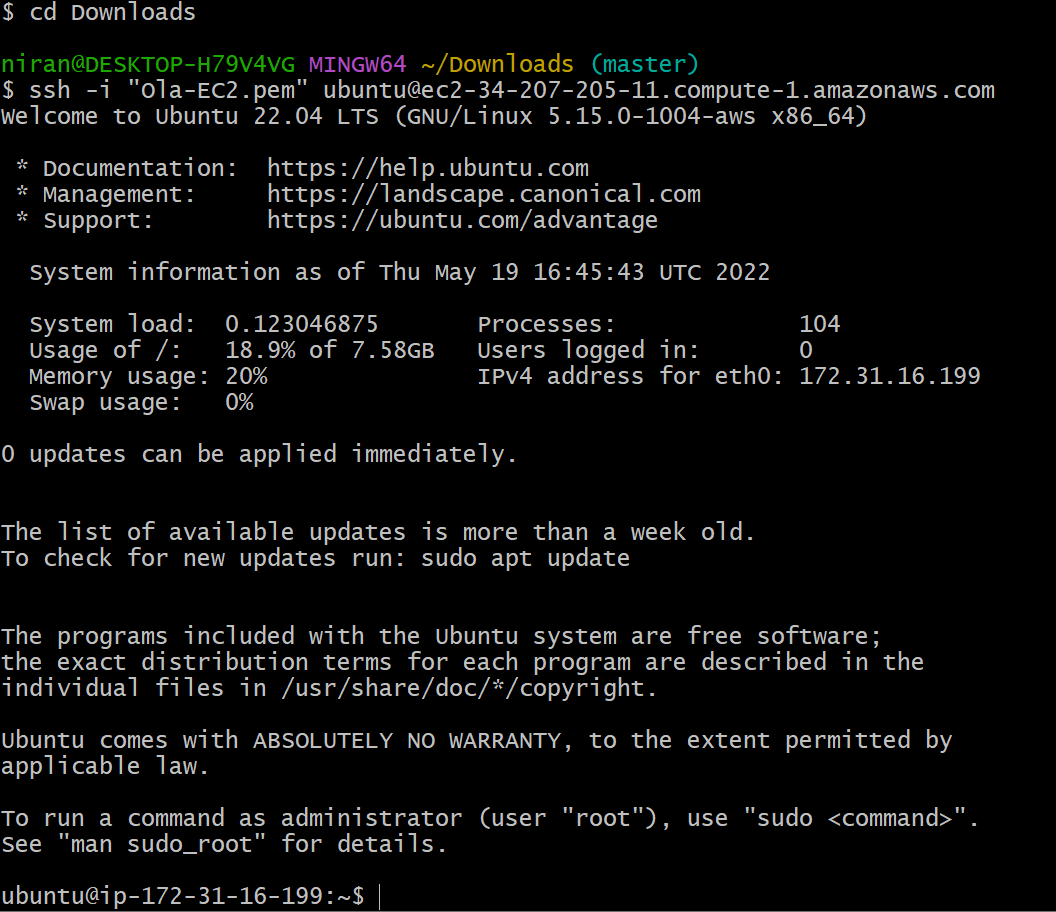 $ cd Downloads
niran@DESKTOP-H79V4VG MINGW64 ~/Downloads (master)
$ ssh -i "Ola-EC2.pem" ubuntu@ec2-34-207-205-11.compute-1.amazonaws.com
Welcome to Ubuntu 22.04 LTS (GNU/Linux 5.15.0-1004-aws x86_64)
* Documentation:  https://help.ubuntu.com
* Management:     https://landscape.canonical.com
* Support:        https://ubuntu.com/advantage
System information as of Thu May 19 16:45:43 UTC 2022
System load:  0.123046875       Processes:             104
Usage of /:   18.9% of 7.58GB   Users logged in:       0
Memory usage: 20%               IPv4 address for eth0: 172.31.16.199
Swap usage:   0%
0 updates can be applied immediately.
The list of available updates is more than a week old.
To check for new updates run: sudo apt update
The programs included with the Ubuntu system are free software;
the exact distribution terms for each program are described in the
individual files in /usr/share/doc/*/copyright.
Ubuntu comes with ABSOLUTELY NO WARRANTY, to the extent permitted by
applicable law.
To run a command as administrator (user "root"), use "sudo <command>".
See "man sudo_root" for details.
ubuntu@ip-172-31-16-199:~$